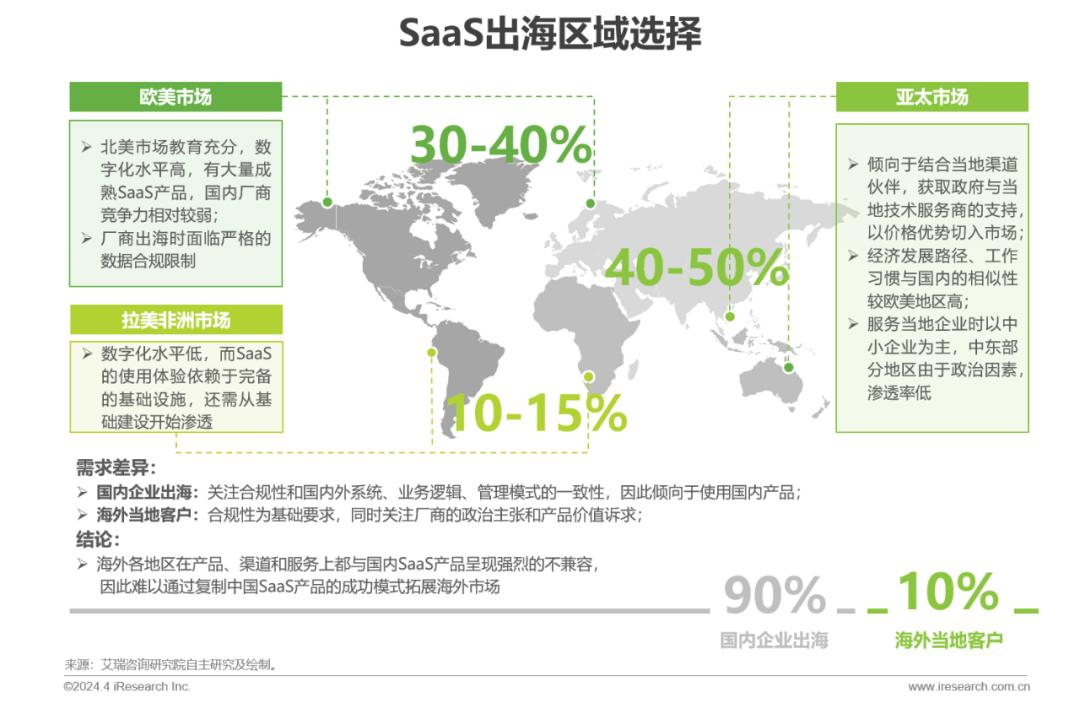 SaaS出海区域选择
欧美市场
➢ 北美市场教育充分，数
字化水平高，有大量成
熟SaaS产品，国内厂商
竞争力相对较弱；
➢ 厂商出海时面临严格的
数据合规限制
30-40%
亚太市场
➢ 倾向于结合当地渠道
伙伴，获取政府与当
地技术服务商的支持，
以价格优势切入市场；
➢ 经济发展路径、工作
习惯与国内的相似性
较欧美地区高；
➢ 服务当地企业时以中
小企业为主，中东部
分地区由于政治因素，
渗透率低
40-50%
拉美非洲市场
➢ 数字化水平低，而SaaS
的使用体验依赖于完备
的基础设施，还需从基
础建设开始渗透
10-15%
需求差异：
➢ 国内企业出海：关注合规性和国内外系统、业务逻辑、管理模式的一致性，因此倾向于使用国内产品；
➢ 海外当地客户：合规性为基础要求，同时关注厂商的政治主张和产品价值诉求；
结论：
➢ 海外各地区在产品、渠道和服务上都与国内SaaS产品呈现强烈的不兼容，
因此难以通过复制中国SaaS产品的成功模式拓展海外市场
90%
国内企业出海
10%
海外当地客户
来源：艾瑞咨询研究院自主研究及绘制。
©2024.4 iResearch Inc.
www.iresearch.com.cn